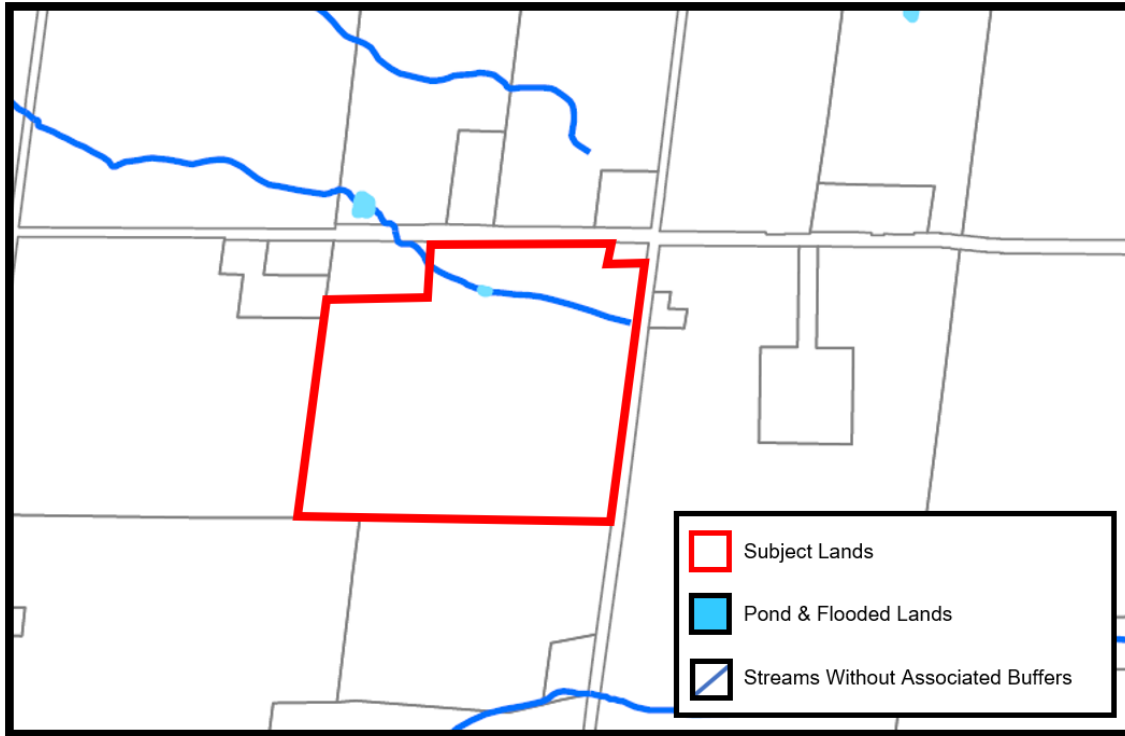 Subject Lands
Pond & Flooded Lands
Streams Without Associated Buffers